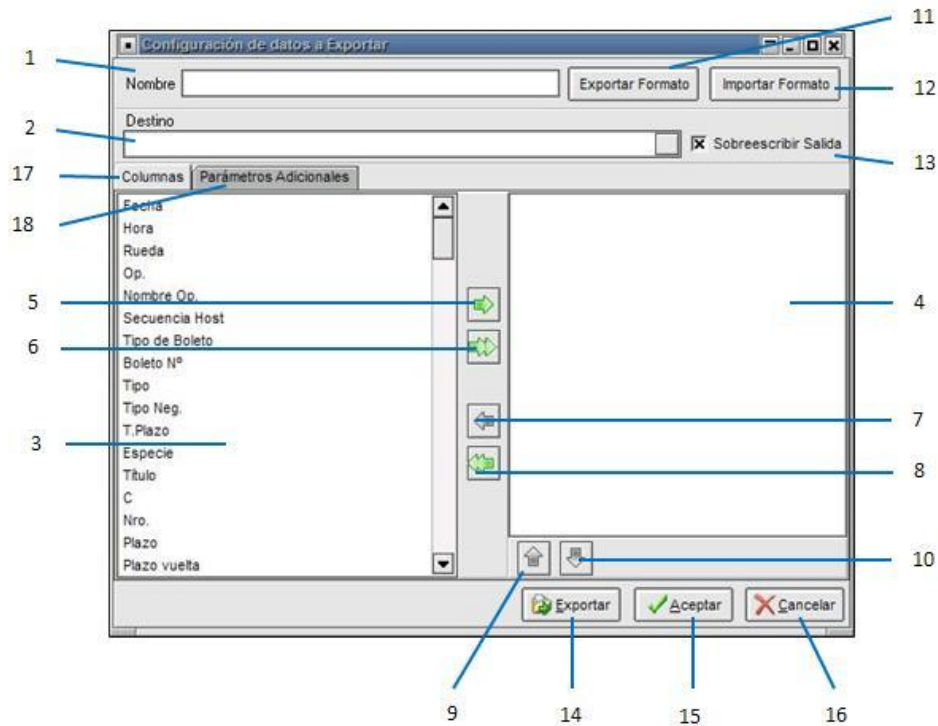 11
Configuración de datos a Exportar
1
Nombre
Exportar Formato
Importar Formato
12
Destino
2
Sobreescribir Salida
13
17
Columnas
Parámetros Adicionales
18
Fecha
Hora
Rueda
Op.
Nombre Op.
5
4
Secuencia Host
Tipo de Boleto
6
Boleto Nº
Tipo
Tipo Neg.
7
T.Plazo
3
Especie
8
Título
C
Nro.
Plazo
10
Plazo vuelta
Exportar
Aceptar
Cancelar
9
14
15
16